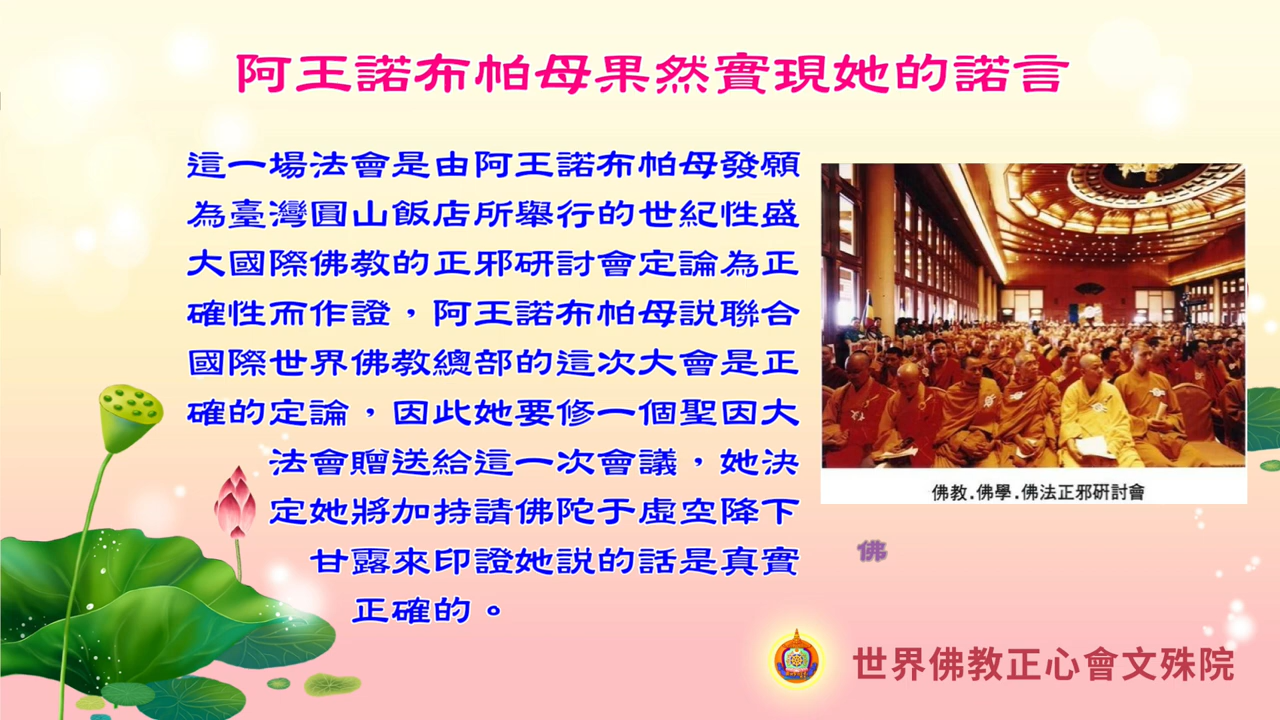 阿王諾布帕母果然實現她的諾言
這一場法會是由阿王諾布帕母發願
為臺灣圓山飯店所舉行的世紀性盛
大國際佛教的正邪研討會定論為正
確性而作證，阿王諾布帕母説聯合
國際世界佛教總部的這次大會是正
確的定論，因此她要修一個聖因大
法會贈送給這一次會議，她決
定她將加持請佛陀于虛空降下
甘露來印證她説的話是真實
正確的。
佛教.佛學.佛法正邪研討會
佛
世界佛教正心會文殊院